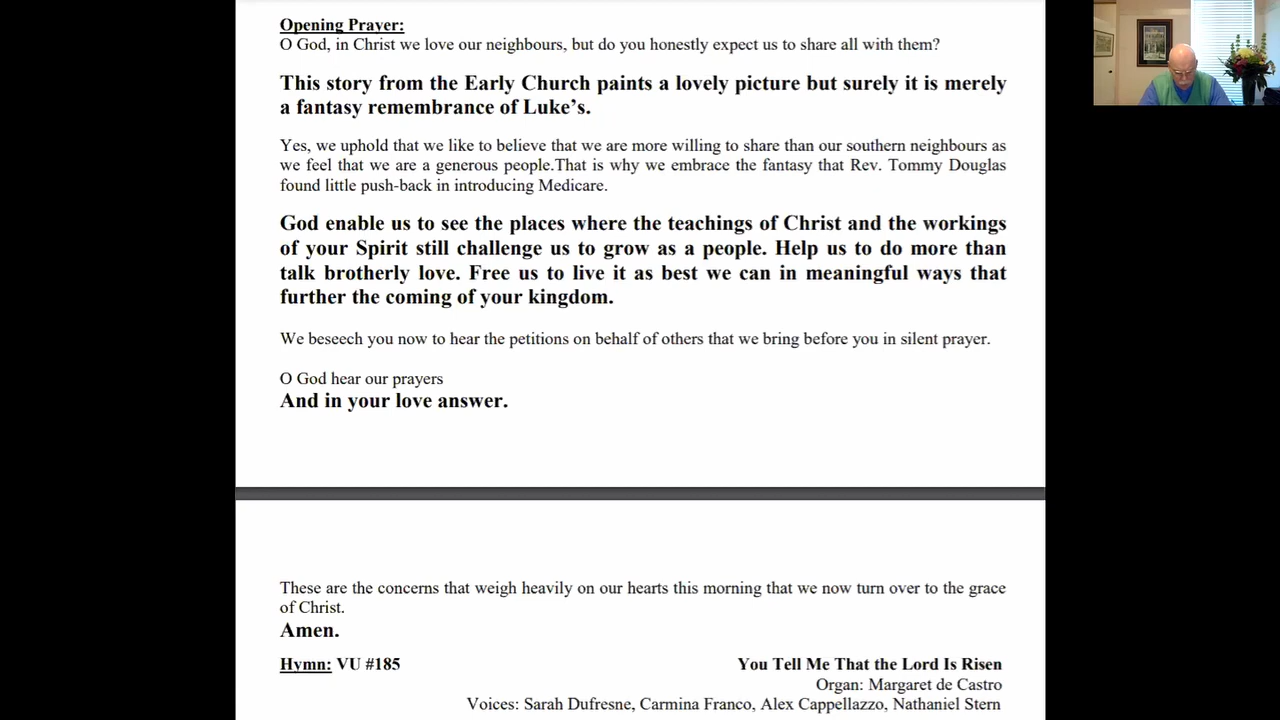 Opening Prayer:
O God, in Christ we love our neighbours, but do you honestly expect us to share all with them?
This story from the Early Church paints a lovely picture but surely it is merely
a fantasy remembrance of Luke’s.
Yes, we uphold that we like to believe that we are more willing to share than our southern neighbours as
we feel that we are a generous people.That is why we embrace the fantasy that Rev. Tommy Douglas
found little push-back in introducing Medicare.
God enable us to see the places where the teachings of Christ and the workings
of your Spirit still challenge us to grow as a people. Help us to do more than
talk brotherly love. Free us to live it as best we can in meaningful ways that
further the coming of your kingdom.
We beseech you now to hear the petitions on behalf of others that we bring before you in silent prayer.
O God hear our prayers
And in your love answer.
These are the concerns that weigh heavily on our hearts this morning that we now turn over to the grace
of Christ.
Amen.
Hymn: VU #185 You Tell Me That the Lord Is Risen
Organ: Margaret de Castro
Voices: Sarah Dufresne, Carmina Franco, Alex Cappellazzo, Nathaniel Stern